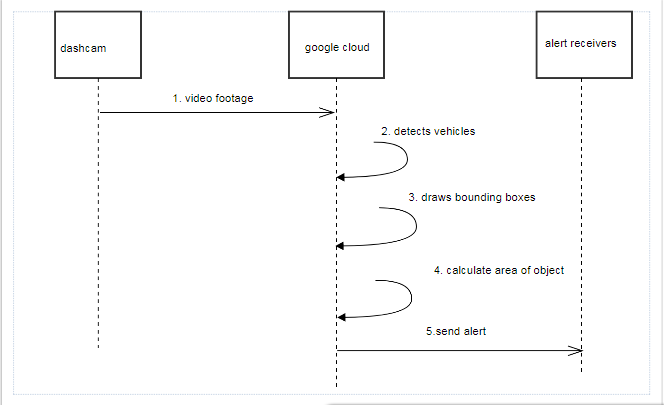 dashcam
google cloud
alert receivers
1. video footage
2. detects vehicles
3. draws bounding boxes
4. calculate area of object
5.send alert